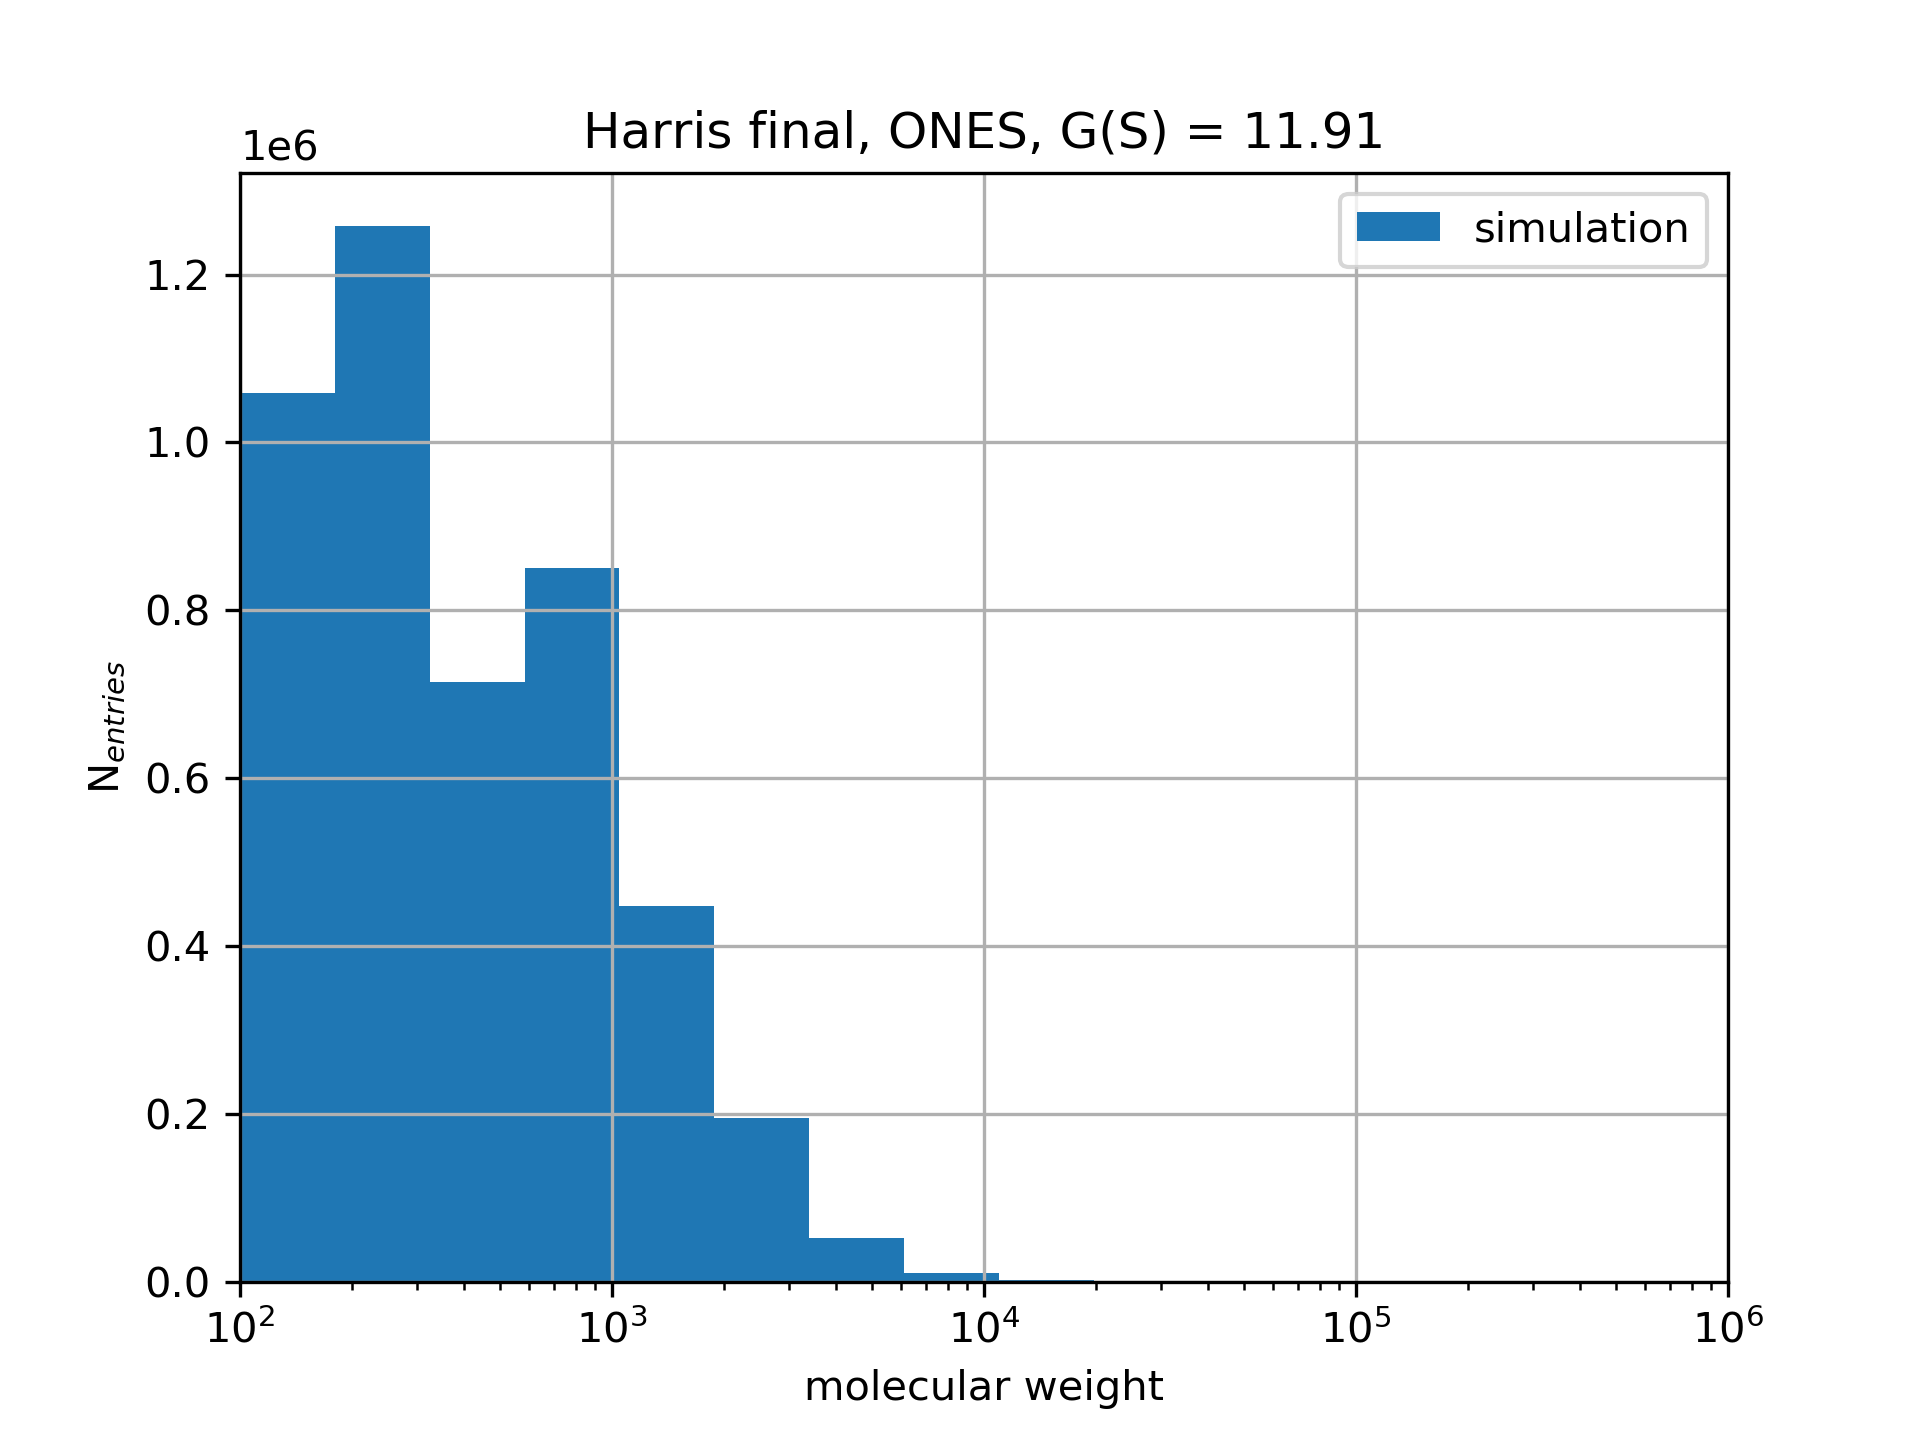 Harris final, ONES, G(S) = 11.91
1e6
simulation
1.2
1.0
0.8
0.6
0.4
0.2
0.0
N_{entries}
10^2 10^3 10^4 10^5 10^6
molecular weight